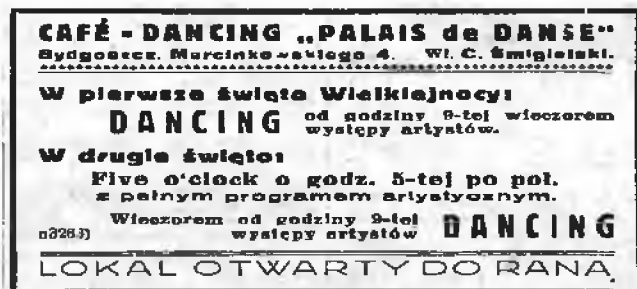 CAFÉ - DANCING „PALAIS de DANSE"
Bydgoszcz, Marcinkowskiego 4. Wł. C. Śmigielski.
W pierwsze święto Wielkiejnocy:
DANCING od godziny 9-tej wieczorem
występy artystów.
W drugie święto:
Five o'clock o godz. 5-tej po poł.
z pełnym programem artystycznym.
Wieczorem od godziny 9-tej
występy artystów DANCING
n3263)
LOKAL OTWARTY DO RANA